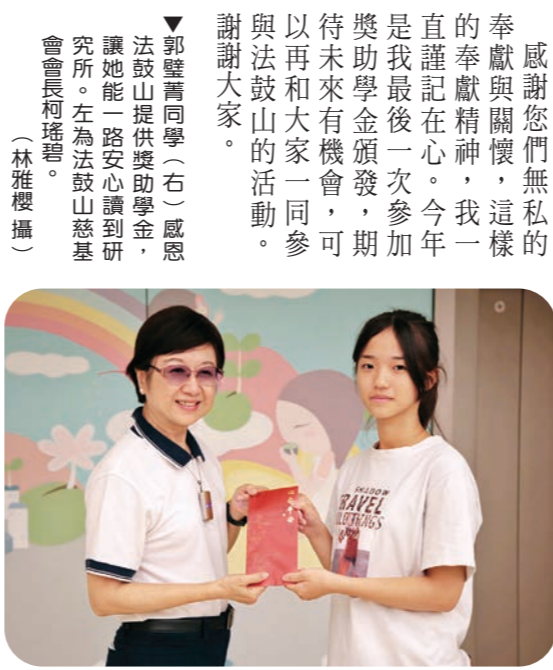 感謝您們無私的
奉獻與關懷，這樣
的奉獻精神，我一
直謹記在心。今年
是我最後一次參加
獎助學金頒發，期
待未來有機會，可
以再和大家一同參
與法鼓山的活動。
謝謝大家。
▼郭璧菁同學（右）感恩
法鼓山提供獎助學金，
讓她能一路安心讀到研
究所。左為法鼓山慈基
會會長柯瑤碧。
（林雅櫻 攝）
SHADOW
RAVEL